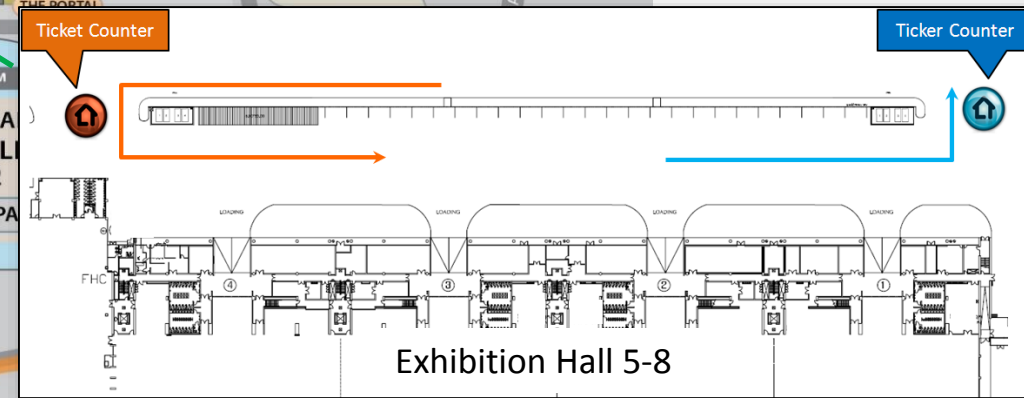 THE PORTAL
Ticket Counter
Ticker Counter
M
A
L
PA
LOADING
LOADING
LOADING
LOADING
FHC
4
3
2
1
Exhibition Hall 5-8